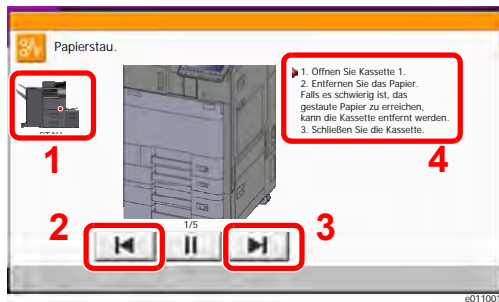 Papierstau.
1. Öffnen Sie Kassette 1.
2. Entfernen Sie das Papier.
Falls es schwierig ist, das
gestaute Papier zu erreichen,
kann die Kassette entfernt werden.
3. Schließen Sie die Kassette.
1
4
2
1/5
3
e011001